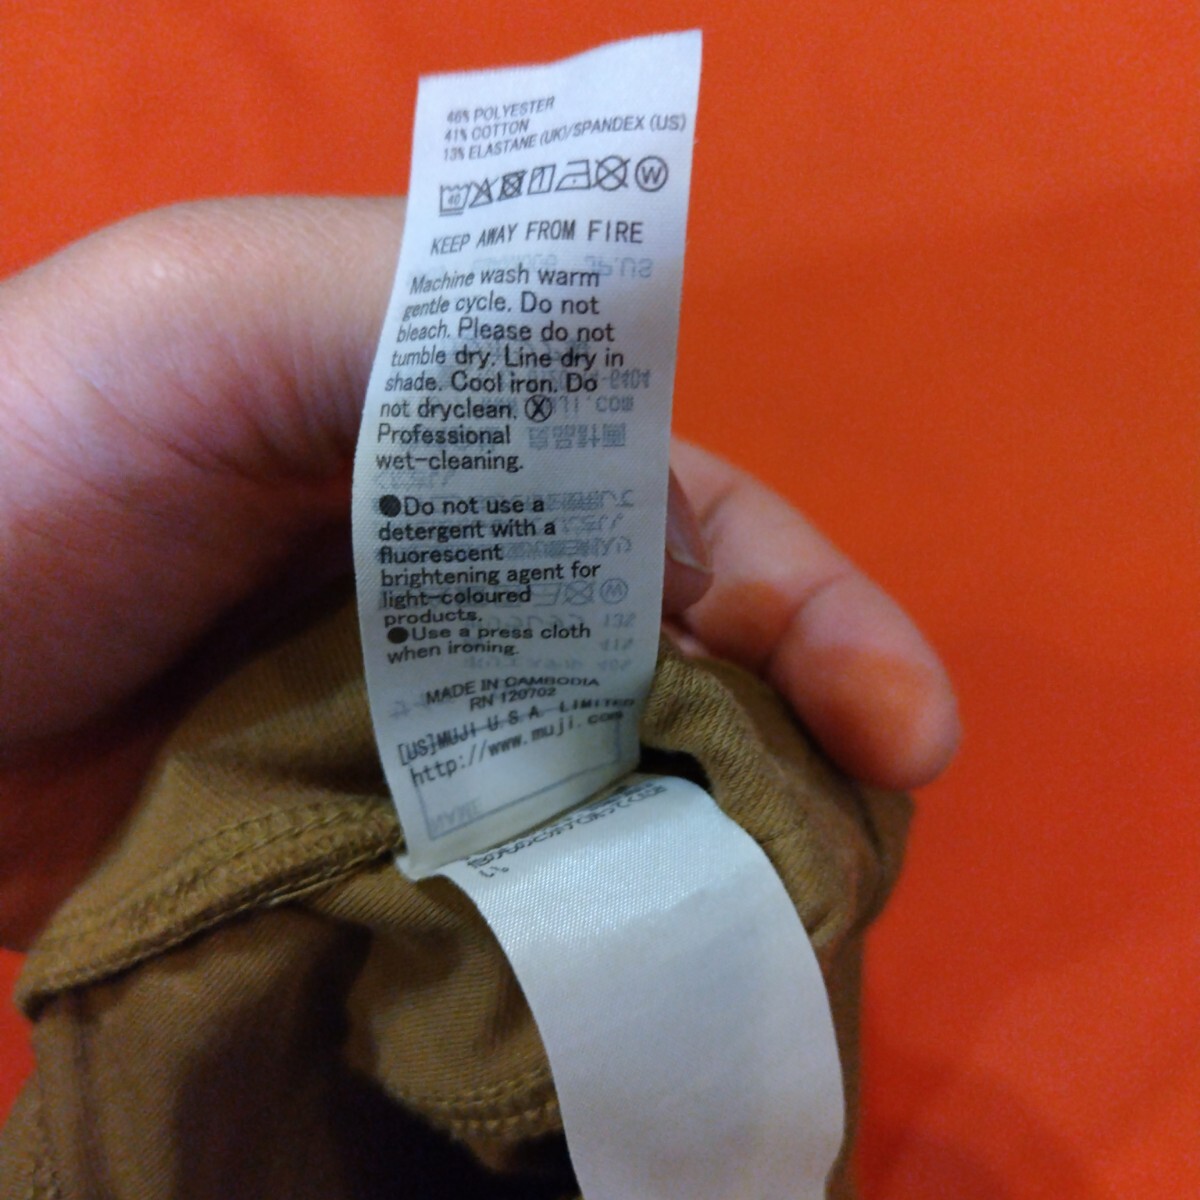 46% POLYESTER
41% COTTON
13% ELASTANE (UK)/SPANDEX (US)
40
W
KEEP AWAY FROM FIRE
Machine wash warm
gentle cycle. Do not
bleach. Please do not
tumble dry. Line dry in
shade. Cool iron. Do
not dryclean. Ⓧ
Professional
wet-cleaning.
●Do not use a
detergent with a
fluorescent
brightening agent for
light-coloured
products.
●Use a press cloth
when ironing.
MADE IN CAMBODIA
RN 120702
[US]MUJI U.S.A. LIMITED
http://www.muji.com
NAME